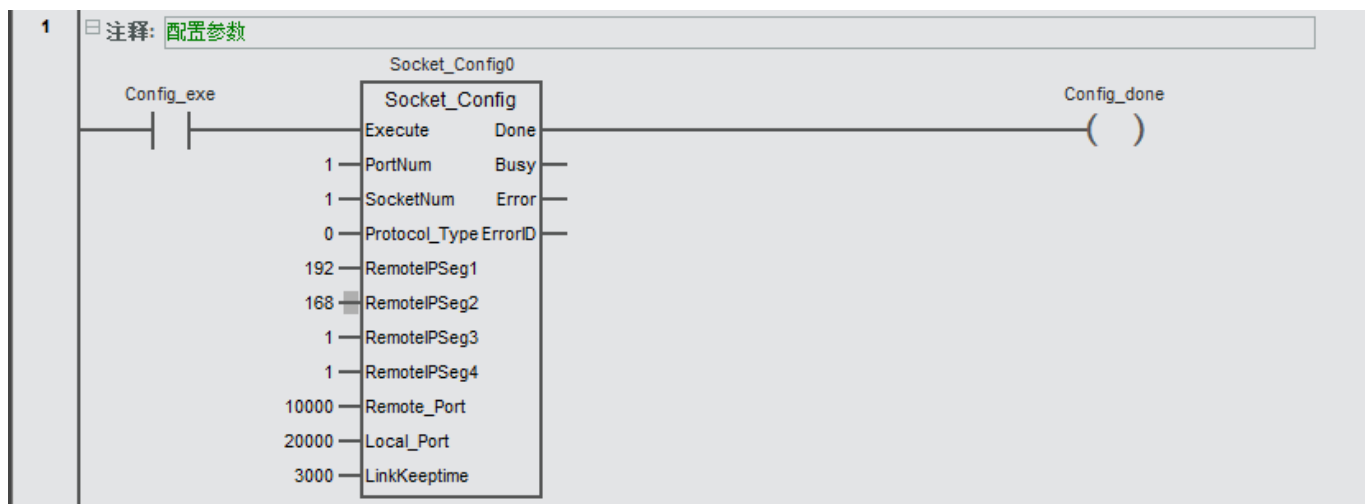 1 注释: 配置参数
Socket_Config0
Config_exe Socket_Config Config_done
Execute Done
1 PortNum Busy
1 SocketNum Error
0 Protocol_Type ErrorID
192 RemoteIPSeg1
168 RemoteIPSeg2
1 RemoteIPSeg3
1 RemoteIPSeg4
10000 Remote_Port
20000 Local_Port
3000 LinkKeeptime